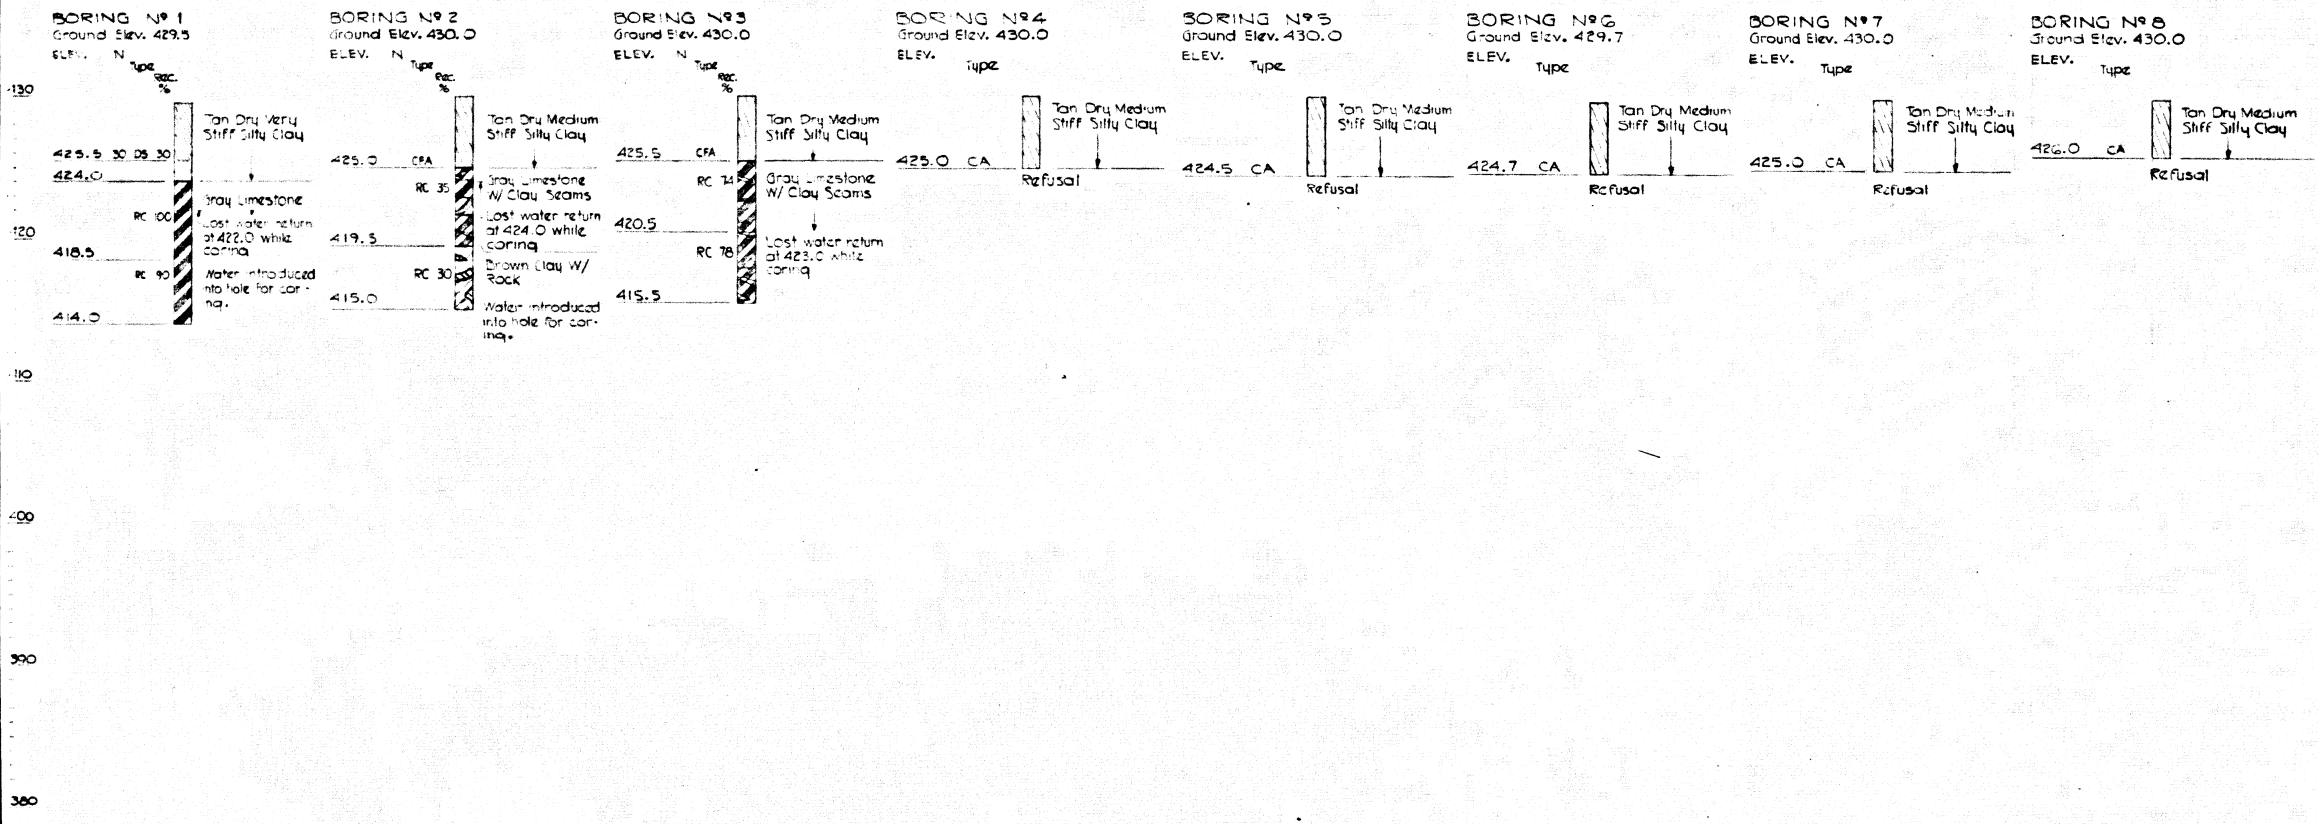 BORING Nº 1
Ground Elev. 429.5
ELEV. N
Type
Rec.
%
Tan Dry Very
Stiff Silty Clay
425.5 30 DS 30
424.0
Gray Limestone
RC 100
Lost water return
at 422.0 while
coring
418.5
RC 90
Water introduced
into hole for cor-
ing.
414.0
BORING Nº 2
Ground Elev. 430.0
ELEV. N
Type
Rec.
%
Tan Dry Medium
Stiff Silty Clay
425.0 CFA
RC 35
Gray Limestone
W/ Clay Seams
Lost water return
at 424.0 while
coring
419.5
Brown Clay W/
Rock
RC 30
415.0
Water introduced
into hole for cor-
ing.
BORING Nº 3
Ground Elev. 430.0
ELEV. N
Type
Rec.
%
Tan Dry Medium
Stiff Silty Clay
425.5 CFA
RC 74
Gray Limestone
W/ Clay Seams
420.5
RC 78
Lost water return
at 423.0 while
coring
415.5
BORING Nº 4
Ground Elev. 430.0
ELEV.
Type
Tan Dry Medium
Stiff Silty Clay
425.0 CA
Refusal
BORING Nº 5
Ground Elev. 430.0
ELEV.
Type
Tan Dry Medium
Stiff Silty Clay
424.5 CA
Refusal
BORING Nº 6
Ground Elev. 429.7
ELEV.
Type
Tan Dry Medium
Stiff Silty Clay
424.7 CA
Refusal
BORING Nº 7
Ground Elev. 430.0
ELEV.
Type
Tan Dry Medium
Stiff Silty Clay
425.0 CA
Refusal
BORING Nº 8
Ground Elev. 430.0
ELEV.
Type
Tan Dry Medium
Stiff Silty Clay
426.0 CA
Refusal
400
390
380